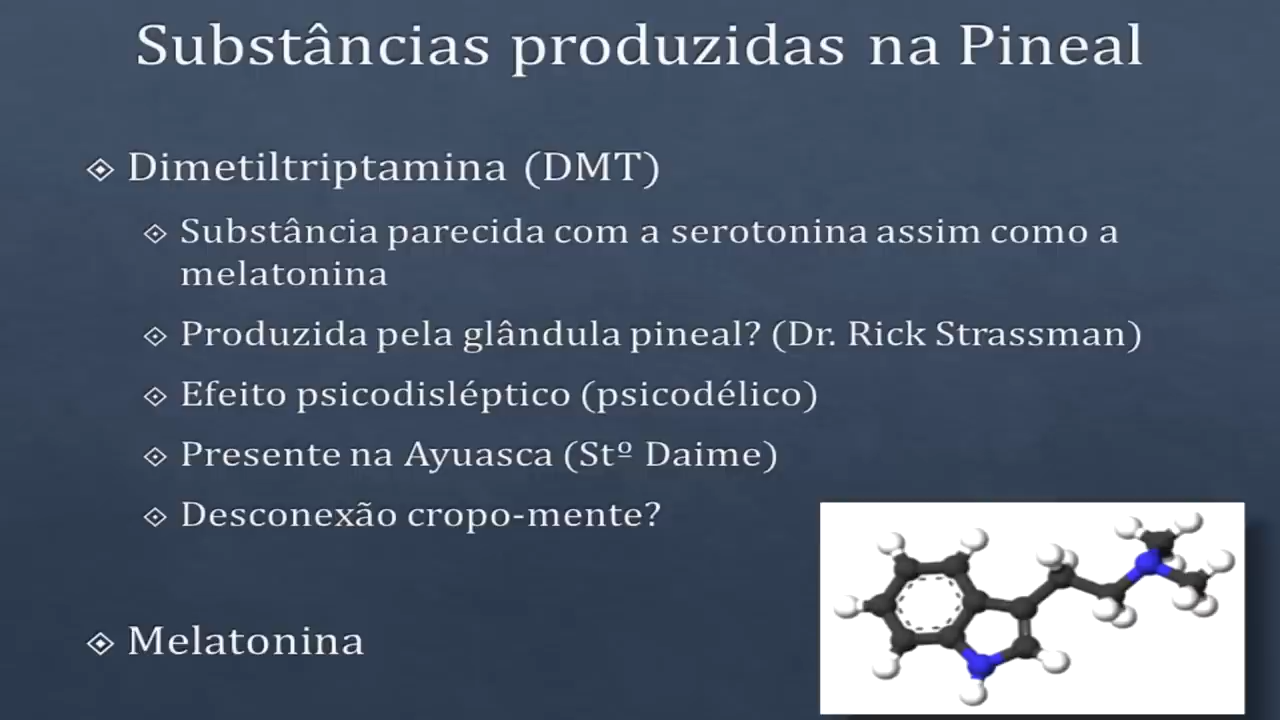 Substâncias produzidas na Pineal
Dimetiltriptamina (DMT)
Substância parecida com a serotonina assim como a
melatonina
Produzida pela glândula pineal? (Dr. Rick Strassman)
Efeito psicodisléptico (psicodélico)
Presente na Ayuasca (Stº Daime)
Desconexão cropo-mente?
Melatonina